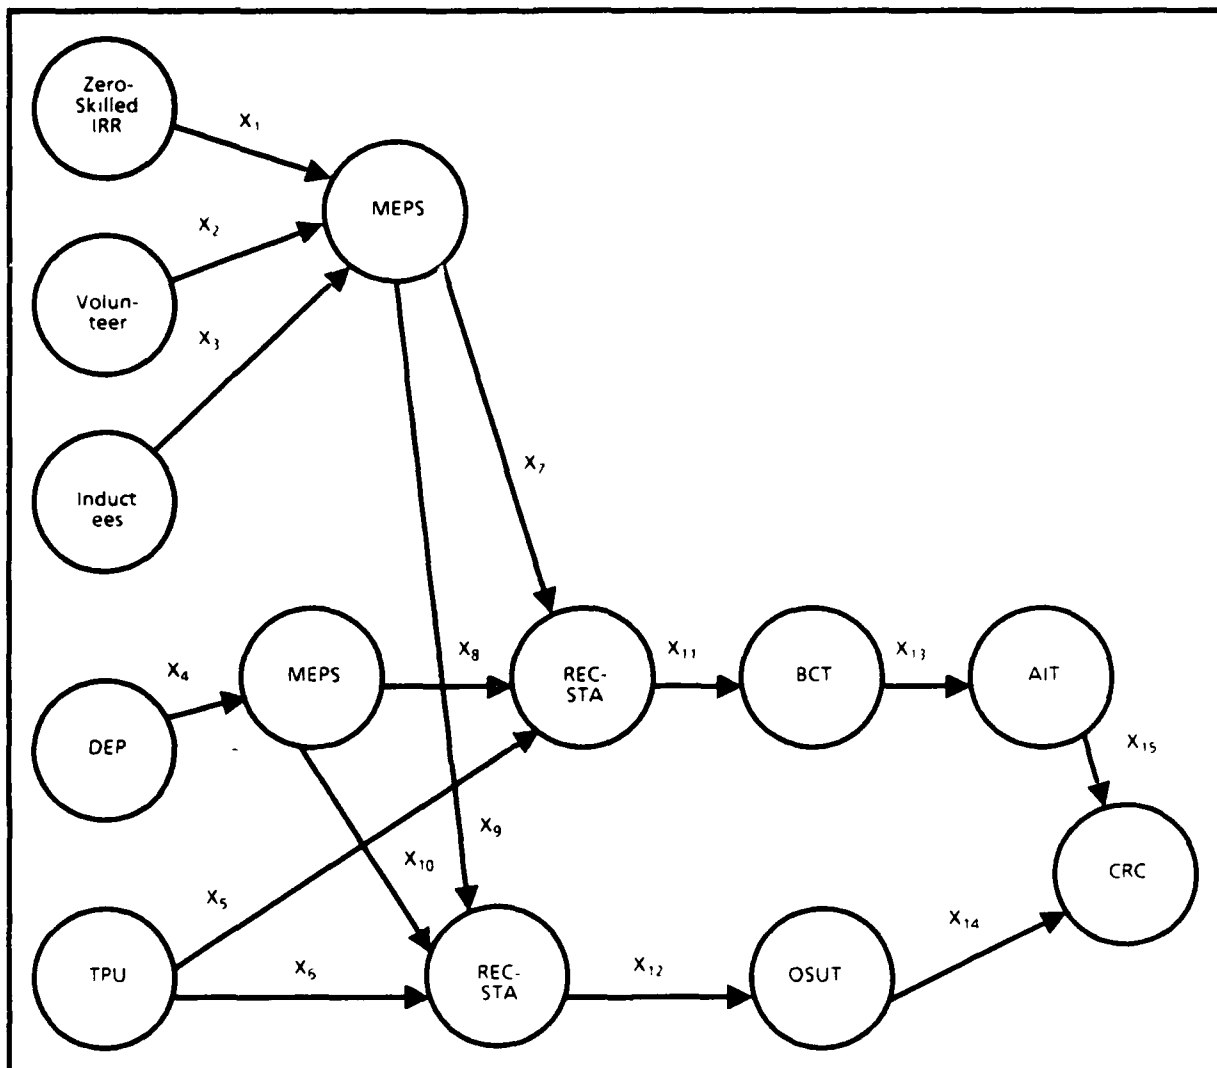 Zero-
Skilled
IRR
X1
MEPS
X2
Volun-
teer
X3
Induct
ees
X7
X4
MEPS
X8
REC-
STA
X11
BCT
X13
AIT
DEP
X15
X9
X10
CRC
X5
X14
TPU
X6
REC-
STA
X12
OSUT